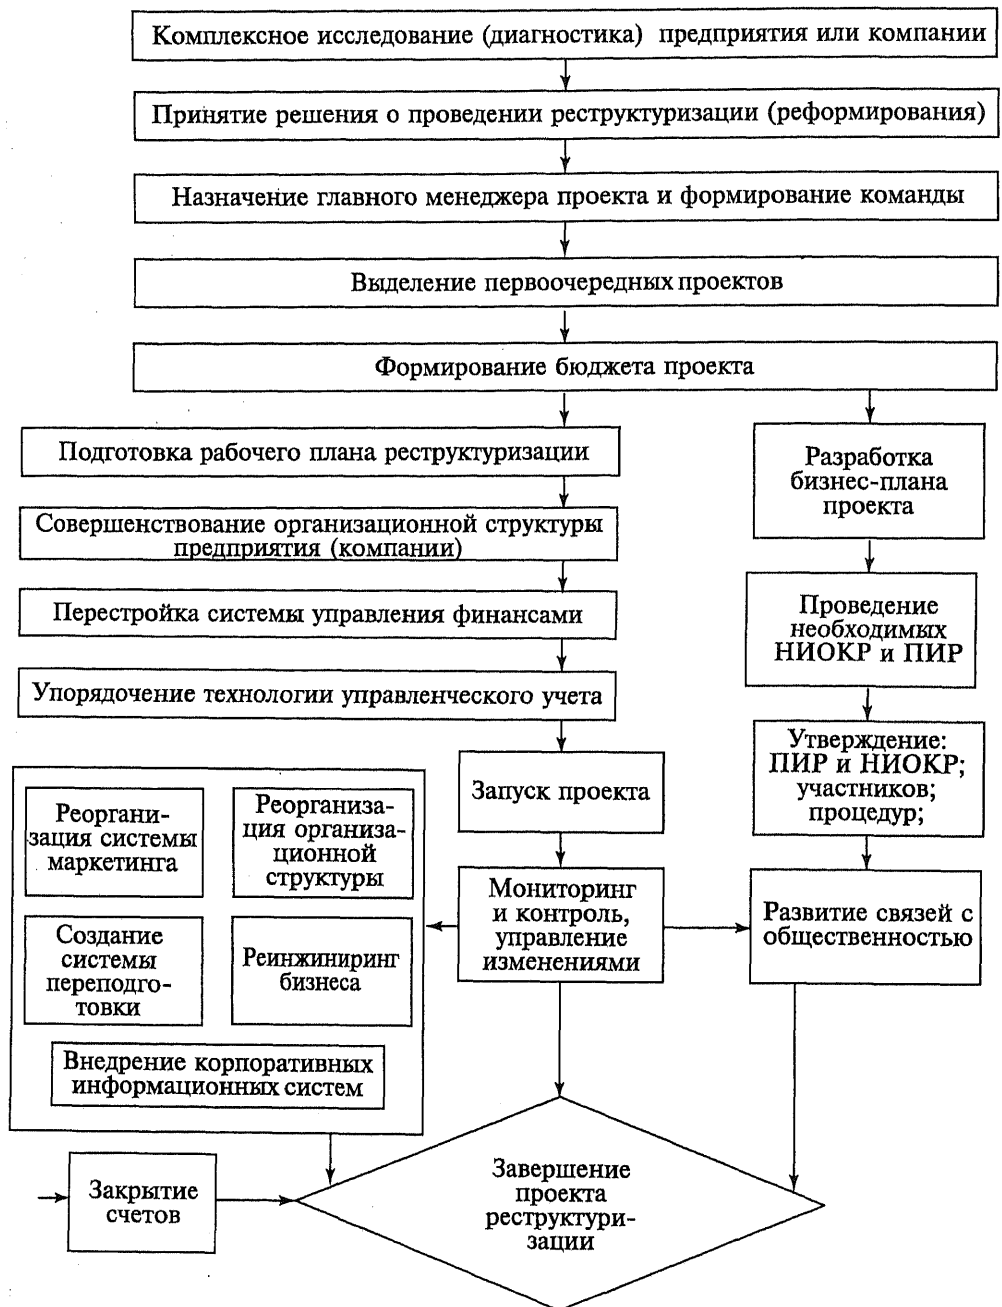 Комплексное исследование (диагностика) предприятия или компании
Принятие решения о проведении реструктуризации (реформирования)
Назначение главного менеджера проекта и формирование команды
Выделение первоочередных проектов
Формирование бюджета проекта
Подготовка рабочего плана реструктуризации
Совершенствование организационной структуры
предприятия (компании)
Перестройка системы управления финансами
Упорядочение технологии управленческого учета
Разработка
бизнес-плана
проекта
Проведение
необходимых
НИОКР и ПИР
Утверждение:
ПИР и НИОКР;
участников;
процедур;
Запуск проекта
Мониторинг
и контроль,
управление
изменениями
Развитие связей с
общественностью
Реоргани-
зация системы
маркетинга
Реорганиза-
ция организа-
ционной
структуры
Создание
системы
переподго-
товки
Реинжиниринг
бизнеса
Внедрение корпоративных
информационных систем
Закрытие
счетов
Завершение
проекта
реструктури-
зации